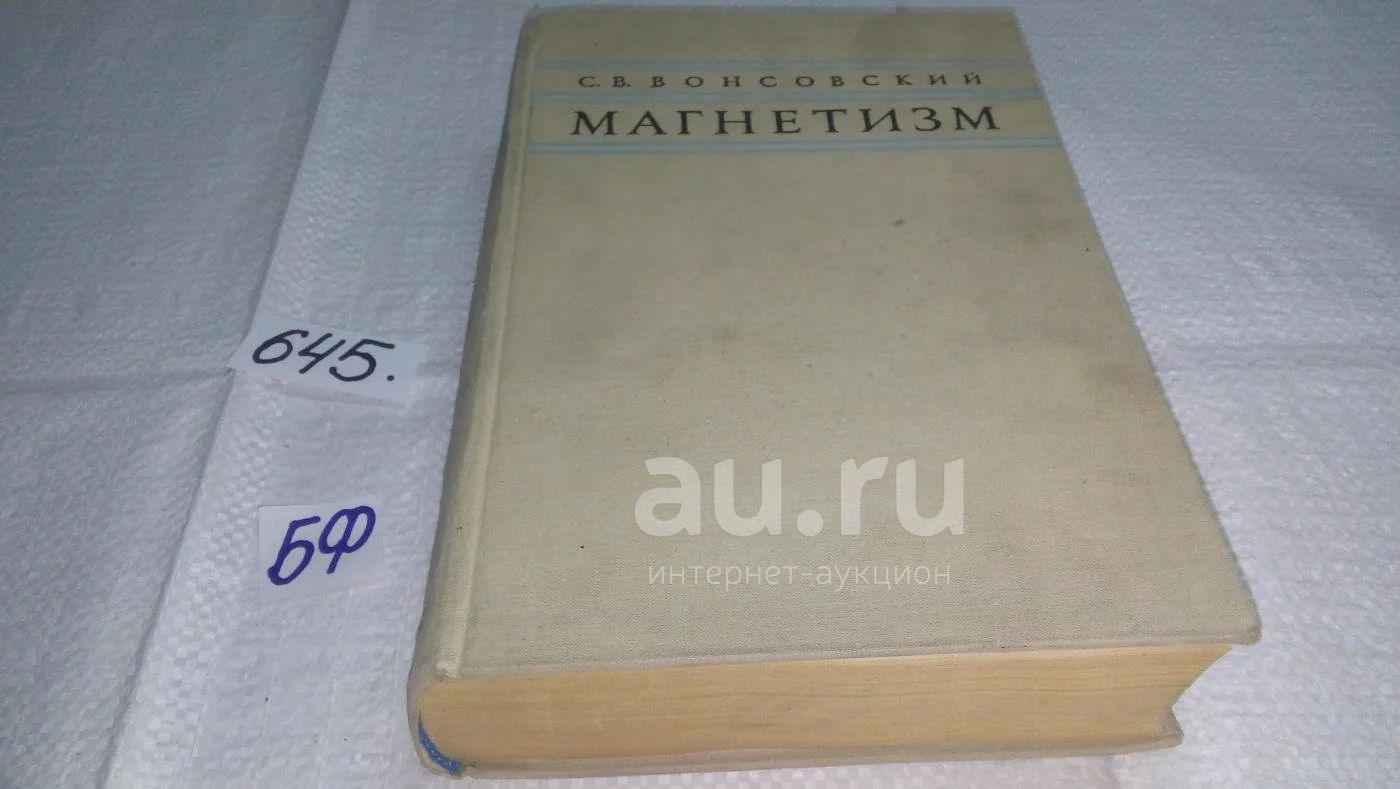 С. В. ВОНСОВСКИЙ
МАГНЕТИЗМ
645.
БФ
au.ru
интернет-аукцион